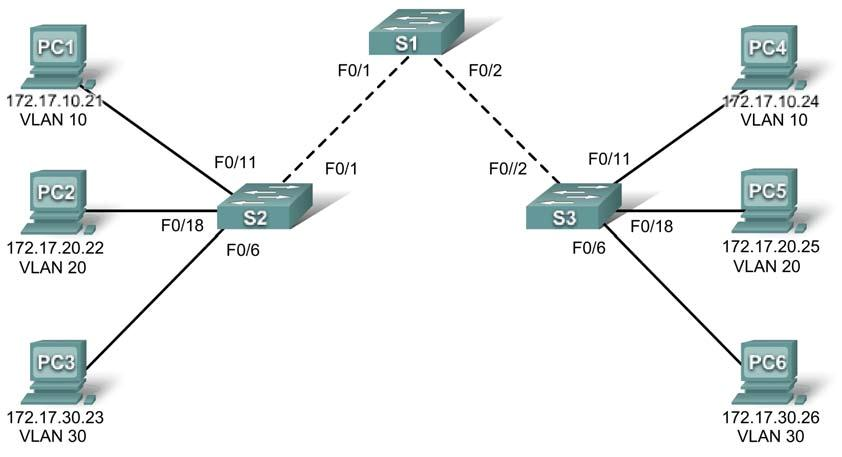 S1
F0/1
F0/2
PC1
172.17.10.21
VLAN 10
PC4
172.17.10.24
VLAN 10
F0/11
F0/1
F0//2
F0/11
PC2
172.17.20.22
VLAN 20
F0/18
S2
F0/6
S3
F0/18
F0/6
PC5
172.17.20.25
VLAN 20
PC3
172.17.30.23
VLAN 30
PC6
172.17.30.26
VLAN 30